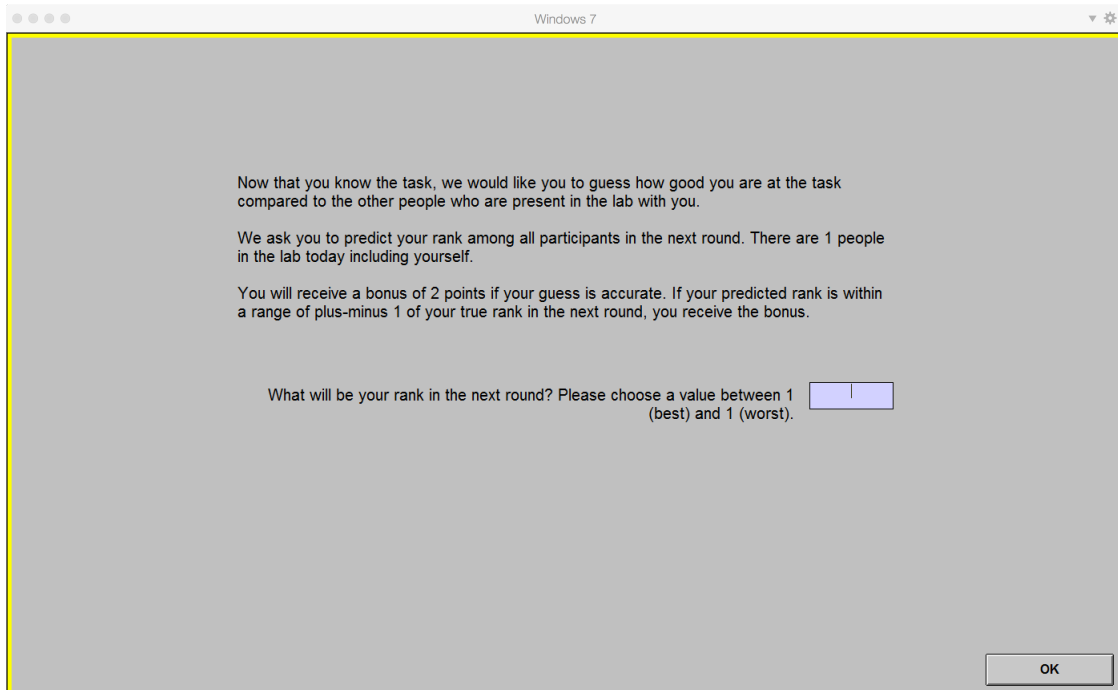 Windows 7
Now that you know the task, we would like you to guess how good you are at the task
compared to the other people who are present in the lab with you.
We ask you to predict your rank among all participants in the next round. There are 1 people
in the lab today including yourself.
You will receive a bonus of 2 points if your guess is accurate. If your predicted rank is within
a range of plus-minus 1 of your true rank in the next round, you receive the bonus.
What will be your rank in the next round? Please choose a value between 1
(best) and 1 (worst).
OK